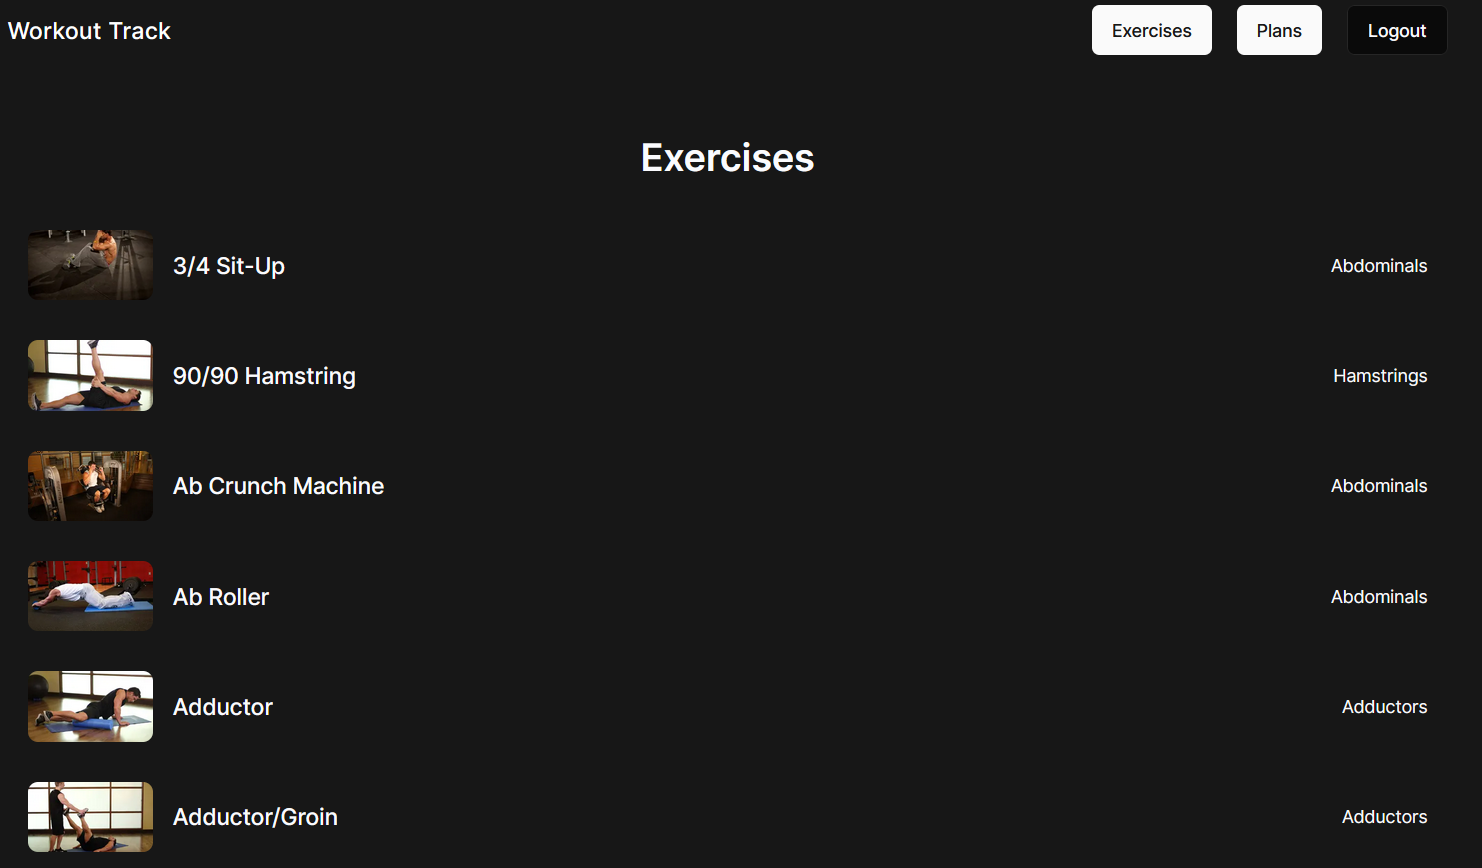 Workout Track
Exercises
Plans
Logout
Exercises
3/4 Sit-Up
Abdominals
90/90 Hamstring
Hamstrings
Ab Crunch Machine
Abdominals
Ab Roller
Abdominals
Adductor
Adductors
Adductor/Groin
Adductors